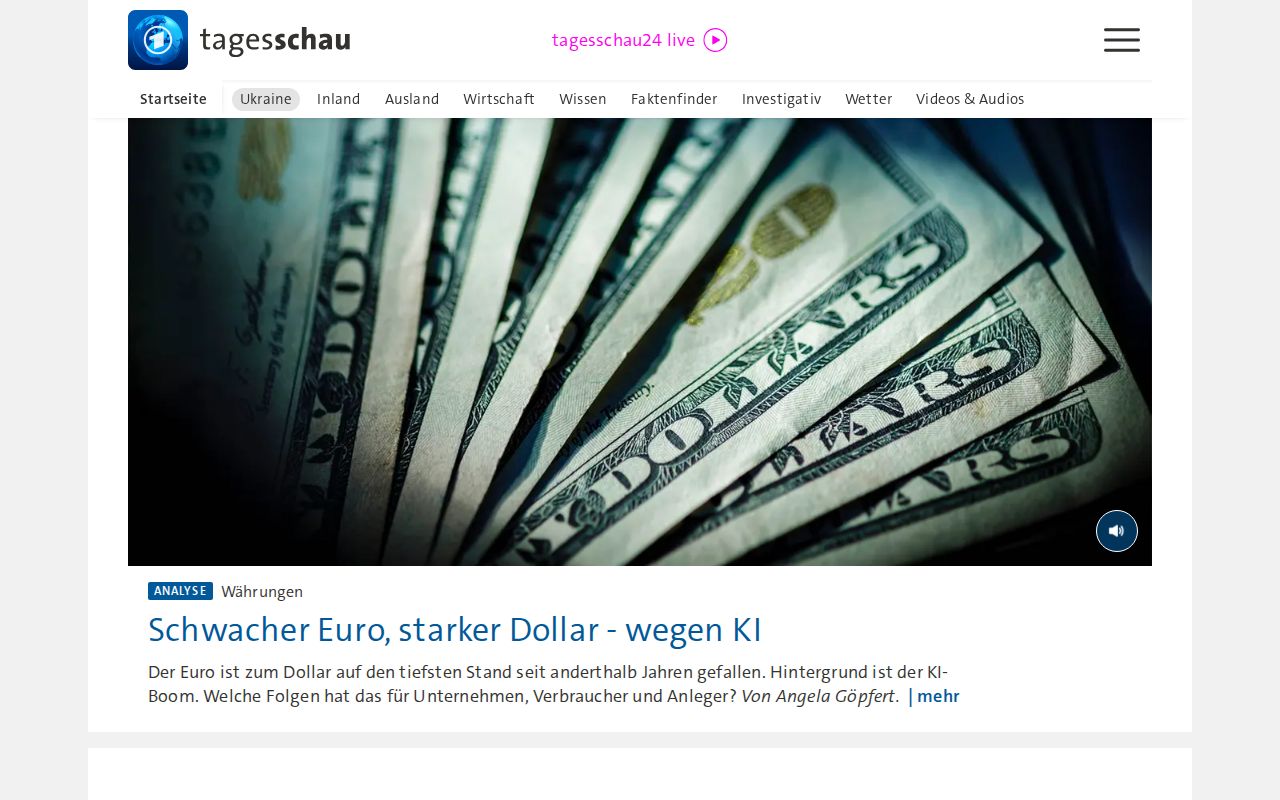 tagesschau
tagesschau24 live
Startseite
Ukraine
Inland
Ausland
Wirtschaft
Wissen
Faktenfinder
Investigativ
Wetter
Videos & Audios
DOLLARS
ANALYSE Währungen
Schwacher Euro, starker Dollar - wegen KI
Der Euro ist zum Dollar auf den tiefsten Stand seit anderthalb Jahren gefallen. Hintergrund ist der KI-
Boom. Welche Folgen hat das für Unternehmen, Verbraucher und Anleger? Von Angela Göpfert. | mehr